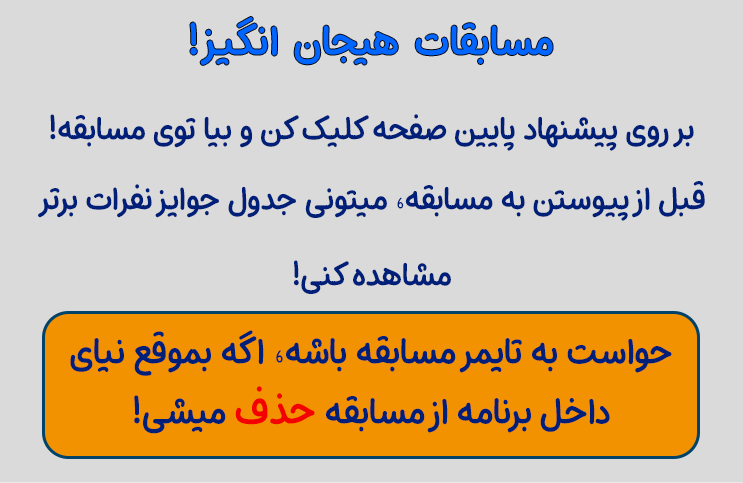 مسابقات هیجان انگیز!
بر روی پیشنهاد پایین صفحه کلیک کن و بیا توی مسابقه!
قبل از پیوستن به مسابقه، میتونی جدول جوایز نفرات برتر
مشاهده کنی!
حواست به تایمر مسابقه باشه، اگه بموقع نیای
داخل برنامه از مسابقه حذف میشی!